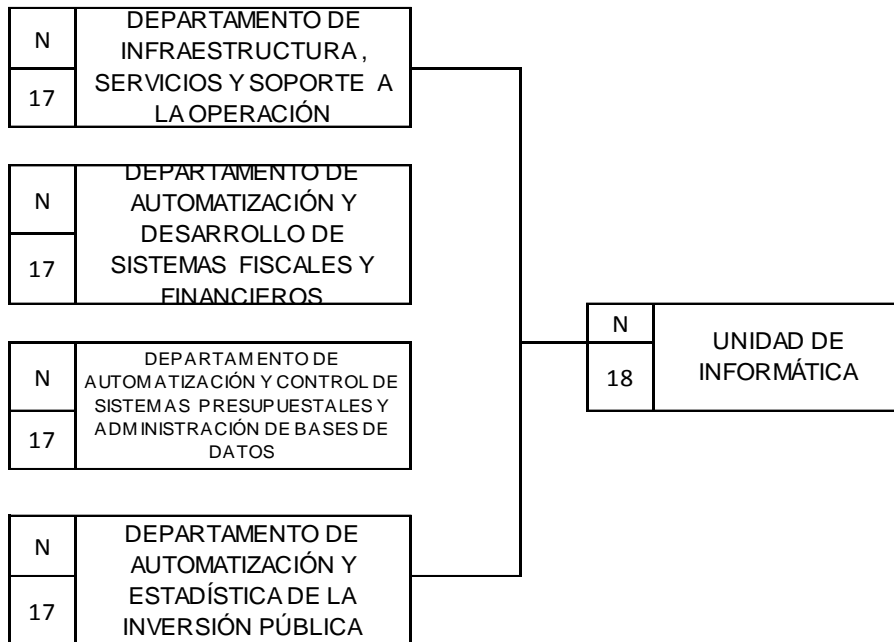 N
17
DEPARTAMENTO DE
INFRAESTRUCTURA ,
SERVICIOS Y SOPORTE A
LA OPERACIÓN
N
17
DEPARTAMENTO DE
AUTOMATIZACIÓN Y
DESARROLLO DE
SISTEMAS FISCALES Y
FINANCIEROS
N
17
DEPARTAMENTO DE
AUTOMATIZACIÓN Y CONTROL DE
SISTEMAS PRESUPUESTALES Y
ADMINISTRACIÓN DE BASES DE
DATOS
N
17
DEPARTAMENTO DE
AUTOMATIZACIÓN Y
ESTADÍSTICA DE LA
INVERSIÓN PÚBLICA
N
18
UNIDAD DE
INFORMÁTICA